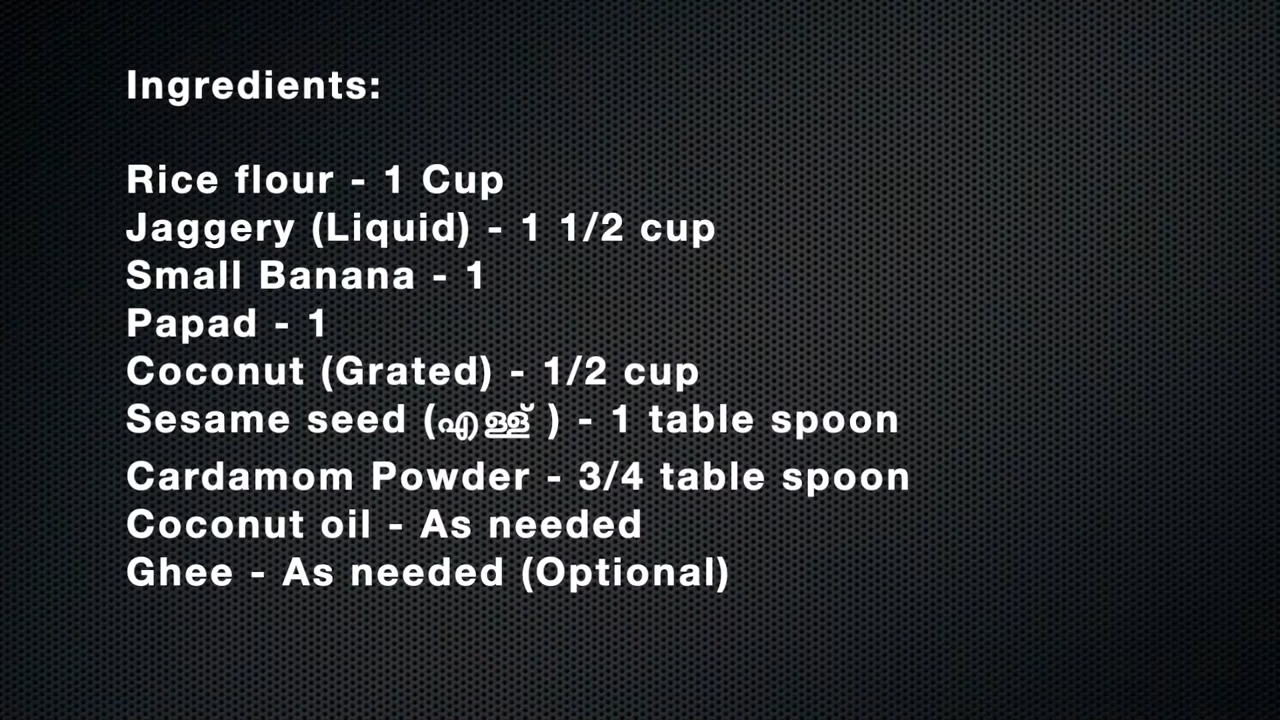 Ingredients:
Rice flour - 1 Cup
Jaggery (Liquid) - 1 1/2 cup
Small Banana - 1
Papad - 1
Coconut (Grated) - 1/2 cup
Sesame seed (എള്ള് ) - 1 table spoon
Cardamom Powder - 3/4 table spoon
Coconut oil - As needed
Ghee - As needed (Optional)